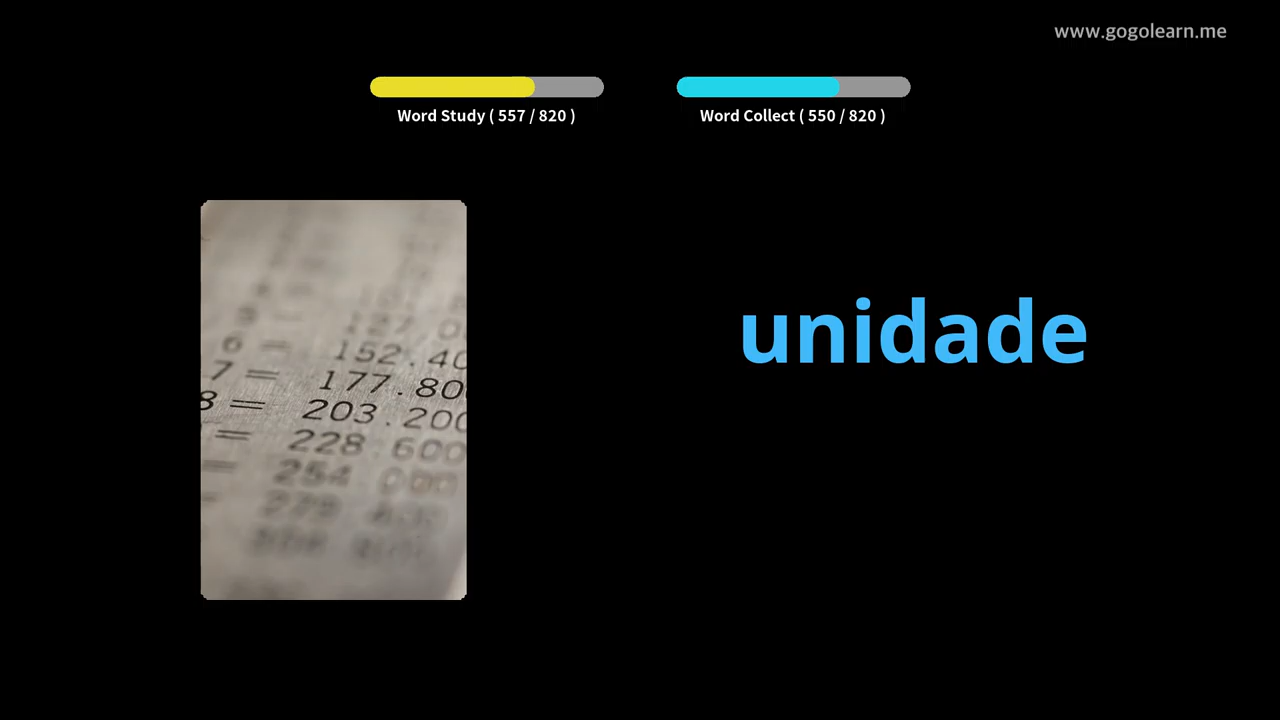 www.gogolearn.me
Word Study ( 557 / 820 )
Word Collect ( 550 / 820 )
unidade
6 = 152.40
7 = 177.80
8 = 203.200
= 228.600
= 254 000